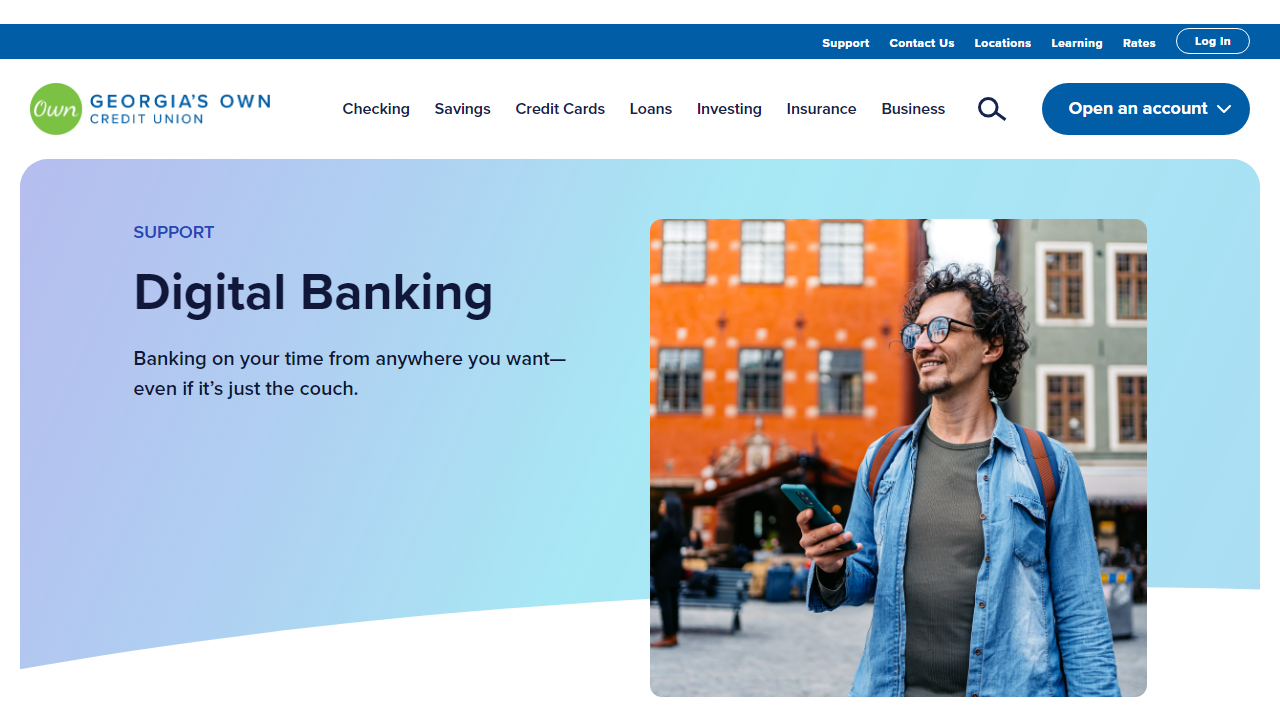 Support Contact Us Locations Learning Rates Log In
Own GEORGIA'S OWN
CREDIT UNION
Checking Savings Credit Cards Loans Investing Insurance Business Open an account
SUPPORT
Digital Banking
Banking on your time from anywhere you want—
even if it’s just the couch.